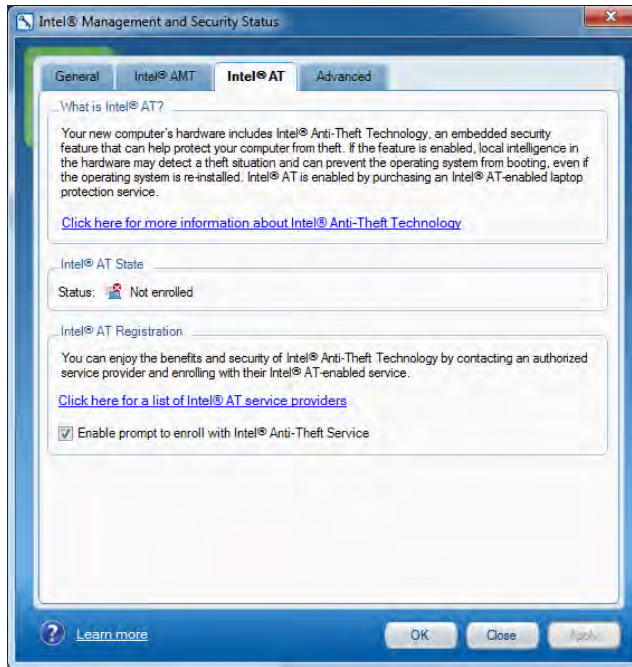 Intel® Management and Security Status
General Intel® AMT Intel® AT Advanced
What is Intel® AT?
Your new computer's hardware includes Intel® Anti-Theft Technology, an embedded security
feature that can help protect your computer from theft. If the feature is enabled, local intelligence in
the hardware may detect a theft situation and can prevent the operating system from booting, even if
the operating system is re-installed. Intel® AT is enabled by purchasing an Intel® AT-enabled laptop
protection service.
Click here for more information about Intel® Anti-Theft Technology
Intel® AT State
Status: Not enrolled
Intel® AT Registration
You can enjoy the benefits and security of Intel® Anti-Theft Technology by contacting an authorized
service provider and enrolling with their Intel® AT-enabled service.
Click here for a list of Intel® AT service providers
Enable prompt to enroll with Intel® Anti-Theft Service
? Learn more OK Close Apply